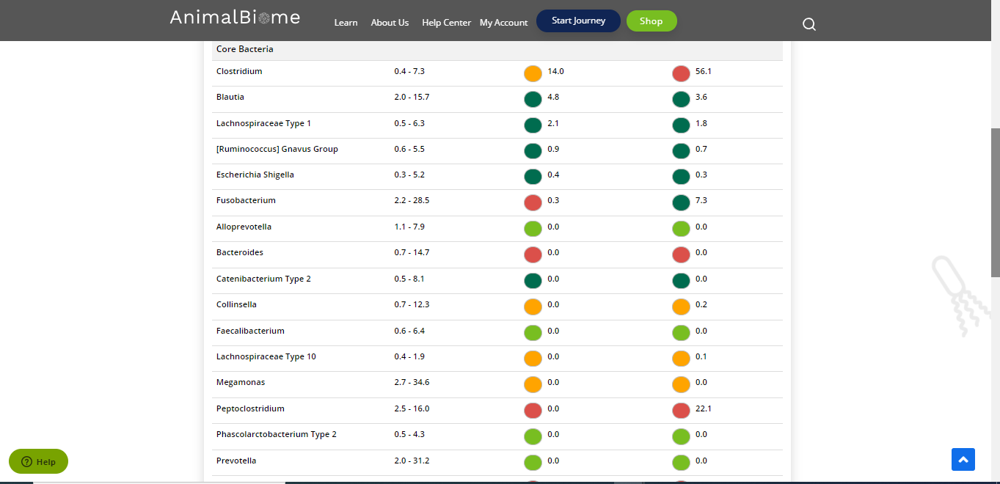 AnimalBiome
Learn About Us Help Center My Account Start Journey Shop
Core Bacteria
Clostridium 0.4 - 7.3 14.0 56.1
Blautia 2.0 - 15.7 4.8 3.6
Lachnospiraceae Type 1 0.5 - 6.3 2.1 1.8
[Ruminococcus] Gnavus Group 0.6 - 5.5 0.9 0.7
Escherichia Shigella 0.3 - 5.2 0.4 0.3
Fusobacterium 2.2 - 28.5 0.3 7.3
Alloprevotella 1.1 - 7.9 0.0 0.0
Bacteroides 0.7 - 14.7 0.0 0.0
Catenibacterium Type 2 0.5 - 8.1 0.0 0.0
Collinsella 0.7 - 12.3 0.0 0.2
Faecalibacterium 0.6 - 6.4 0.0 0.0
Lachnospiraceae Type 10 0.4 - 1.9 0.0 0.1
Megamonas 2.7 - 34.6 0.0 0.0
Peptoclostridium 2.5 - 16.0 0.0 22.1
Phascolarctobacterium Type 2 0.5 - 4.3 0.0 0.0
Prevotella 2.0 - 31.2 0.0 0.0
Help